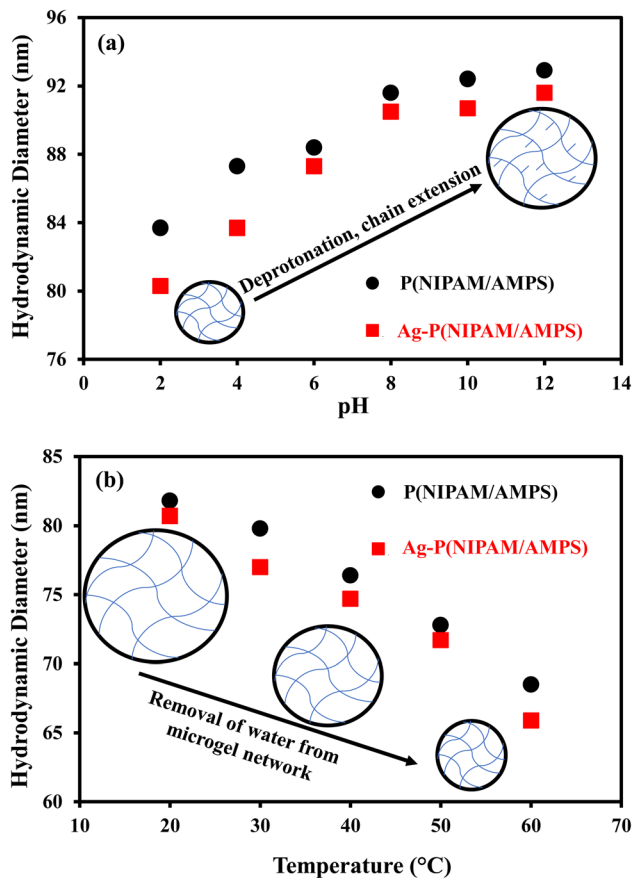 (a)
Hydrodynamic Diameter (nm)
96
92
88
84
80
76
Deprotonation, chain extension
P(NIPAM/AMPS)
Ag-P(NIPAM/AMPS)
0 2 4 6 8 10 12 14
pH
(b)
Hydrodynamic Diameter (nm)
85
80
75
70
65
60
P(NIPAM/AMPS)
Ag-P(NIPAM/AMPS)
Removal of water from
microgel network
10 20 30 40 50 60 70
Temperature (°C)